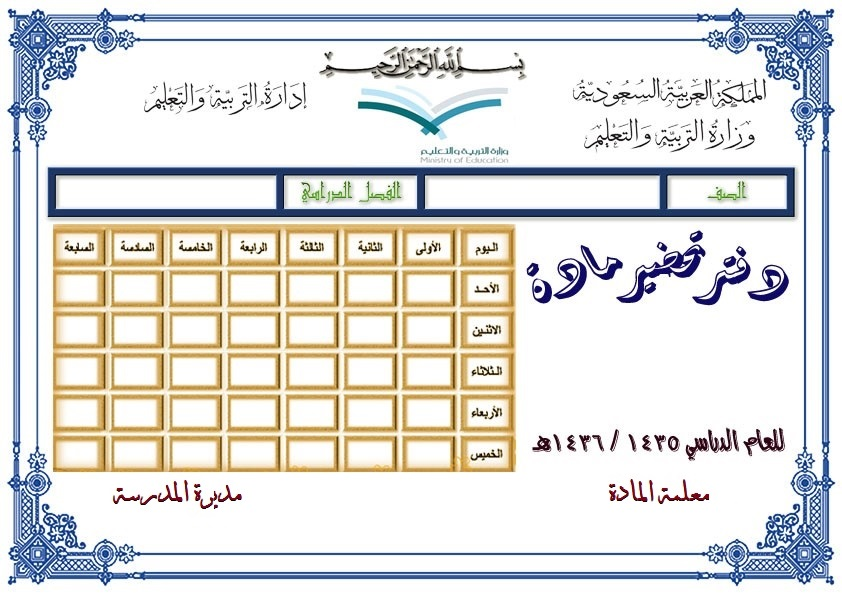 بسم الله الرحمن الرحيم
المملكة العربية السعودية
وزارة التربية والتعليم
إدارة التربية والتعليم
وزارة التربية والتعليم
Ministry of Education
الصف
الفصل الدراسي
دفتر تحضير مادة
اليوم الأولى الثانية الثالثة الرابعة الخامسة السادسة السابعة
الأحد
الاثنين
الثلاثاء
الأربعاء
الخميس
للعام الدراسي ١٤٣٥ / ١٤٣٦هـ
معلمة المادة
مديرة المدرسة